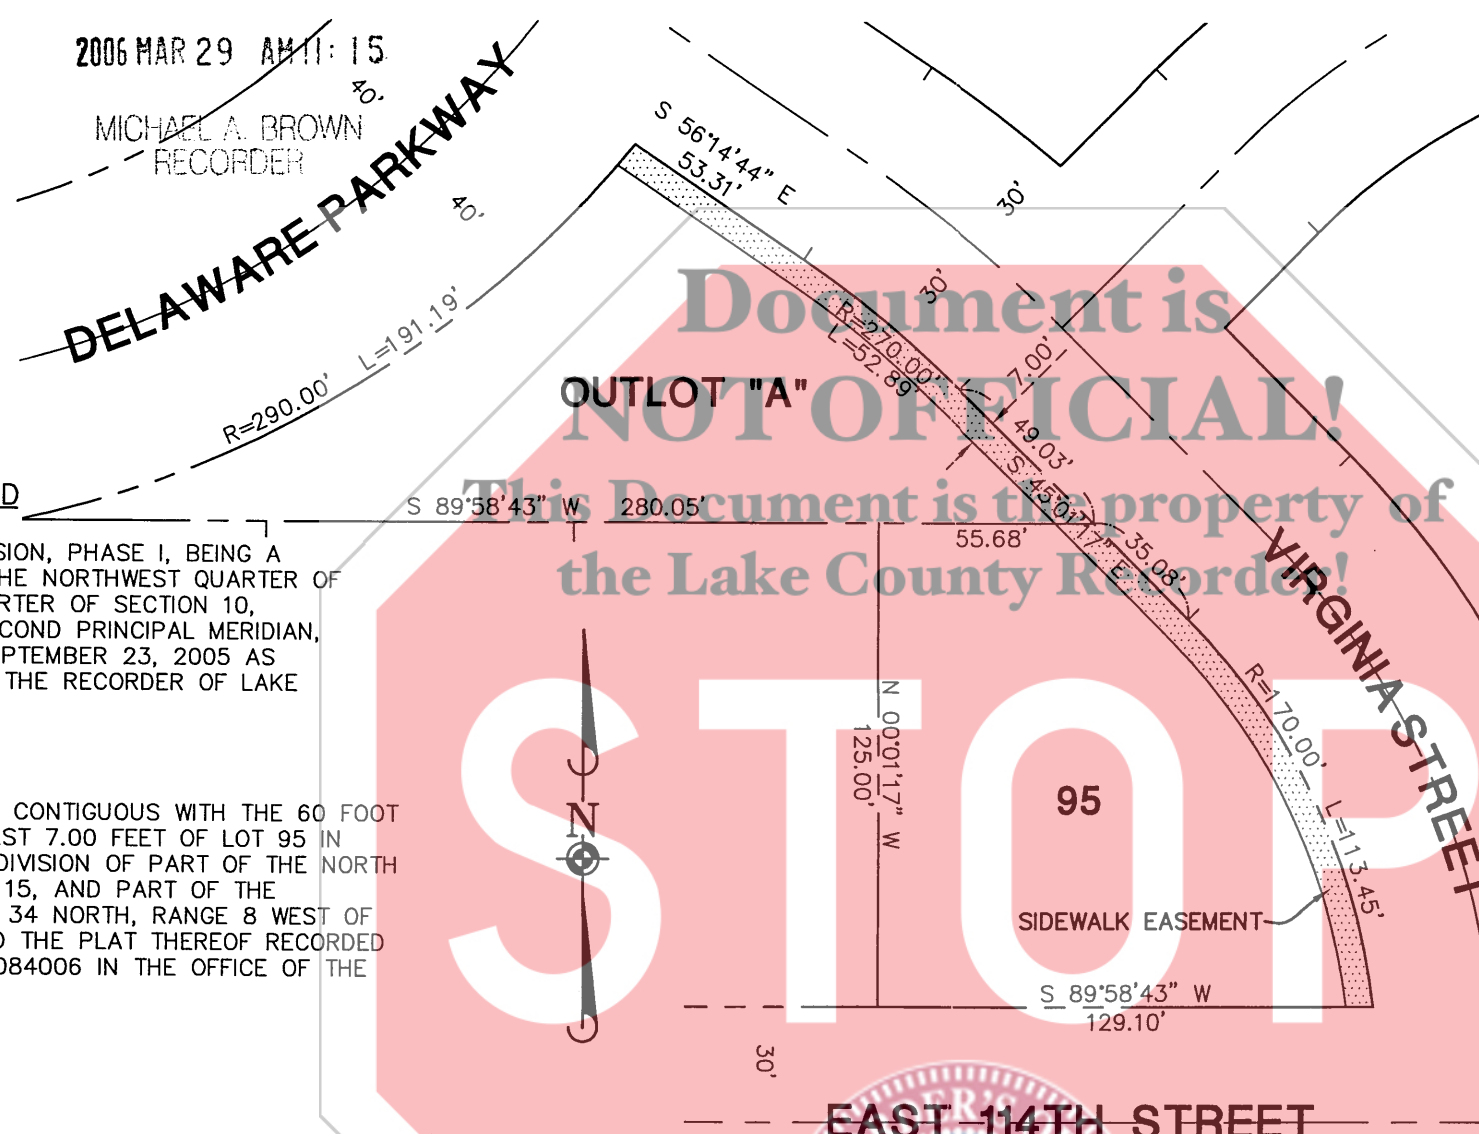 2006 MAR 29 AM 11: 15
MICHAEL A. BROWN
RECORDER
DELAWARE PARKWAY
40'
40'
S 56°14'44" E
53.31'
30'
30'
R=290.00'
L=191.19'
R=270.00'
L=52.89'
7.00'
49.03'
S 45°01'17" E
35.08'
OUTLOT "A"
S 89°58'43" W 280.05'
55.68'
VIRGINIA STREET
R=170.00'
L=113.45'
N 00°01'17" W
125.00'
95
N
SIDEWALK EASEMENT
S 89°58'43" W
129.10'
30'
EAST 114TH STREET
D
SION, PHASE I, BEING A
HE NORTHWEST QUARTER OF
RTER OF SECTION 10,
COND PRINCIPAL MERIDIAN,
PTEMBER 23, 2005 AS
THE RECORDER OF LAKE
CONTIGUOUS WITH THE 60 FOOT
ST 7.00 FEET OF LOT 95 IN
DIVISION OF PART OF THE NORTH
15, AND PART OF THE
34 NORTH, RANGE 8 WEST OF
THE PLAT THEREOF RECORDED
084006 IN THE OFFICE OF THE
Document is
NOT OFFICIAL!
This Document is the property of
the Lake County Recorder!
STOP